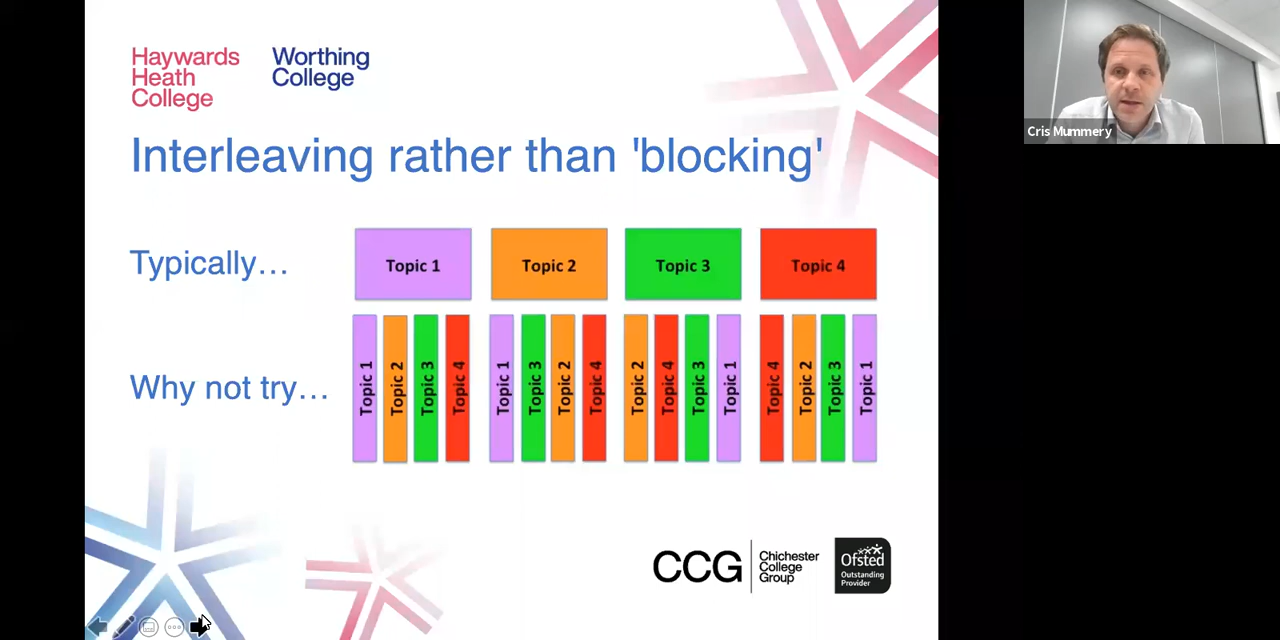 Haywards
Heath
College
Worthing
College
Interleaving rather than 'blocking'
Typically…
Topic 1
Topic 2
Topic 3
Topic 4
Why not try…
Topic 1
Topic 2
Topic 3
Topic 4
Topic 1
Topic 3
Topic 2
Topic 4
Topic 2
Topic 4
Topic 3
Topic 1
Topic 4
Topic 2
Topic 3
Topic 1
CCG
Chichester
College
Group
Ofsted
Outstanding
Provider
Cris Mummery